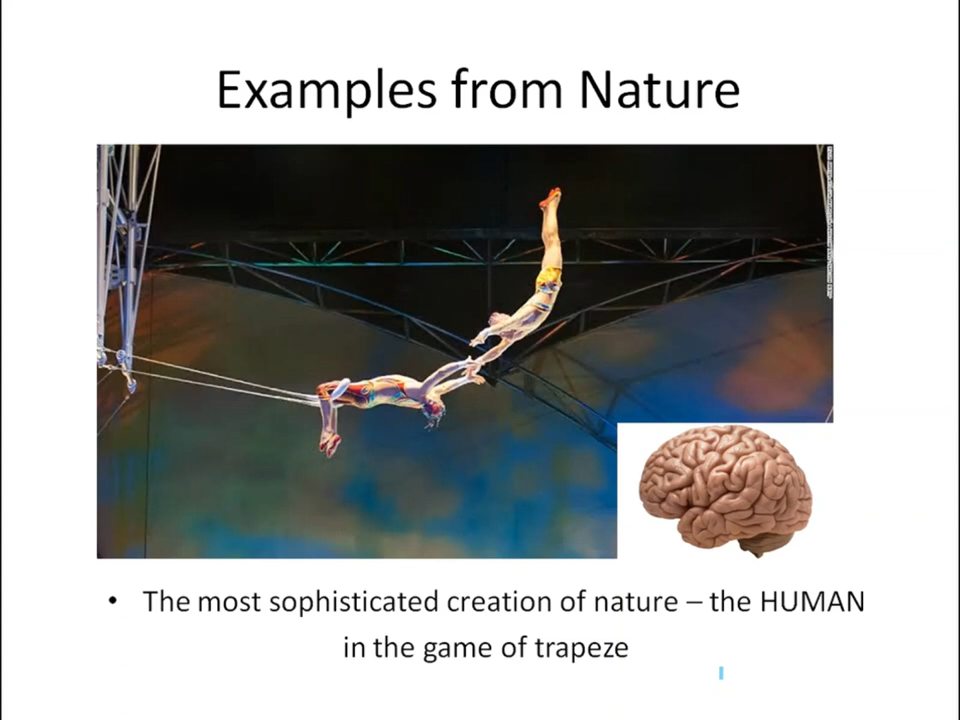 Examples from Nature
• The most sophisticated creation of nature – the HUMAN
in the game of trapeze